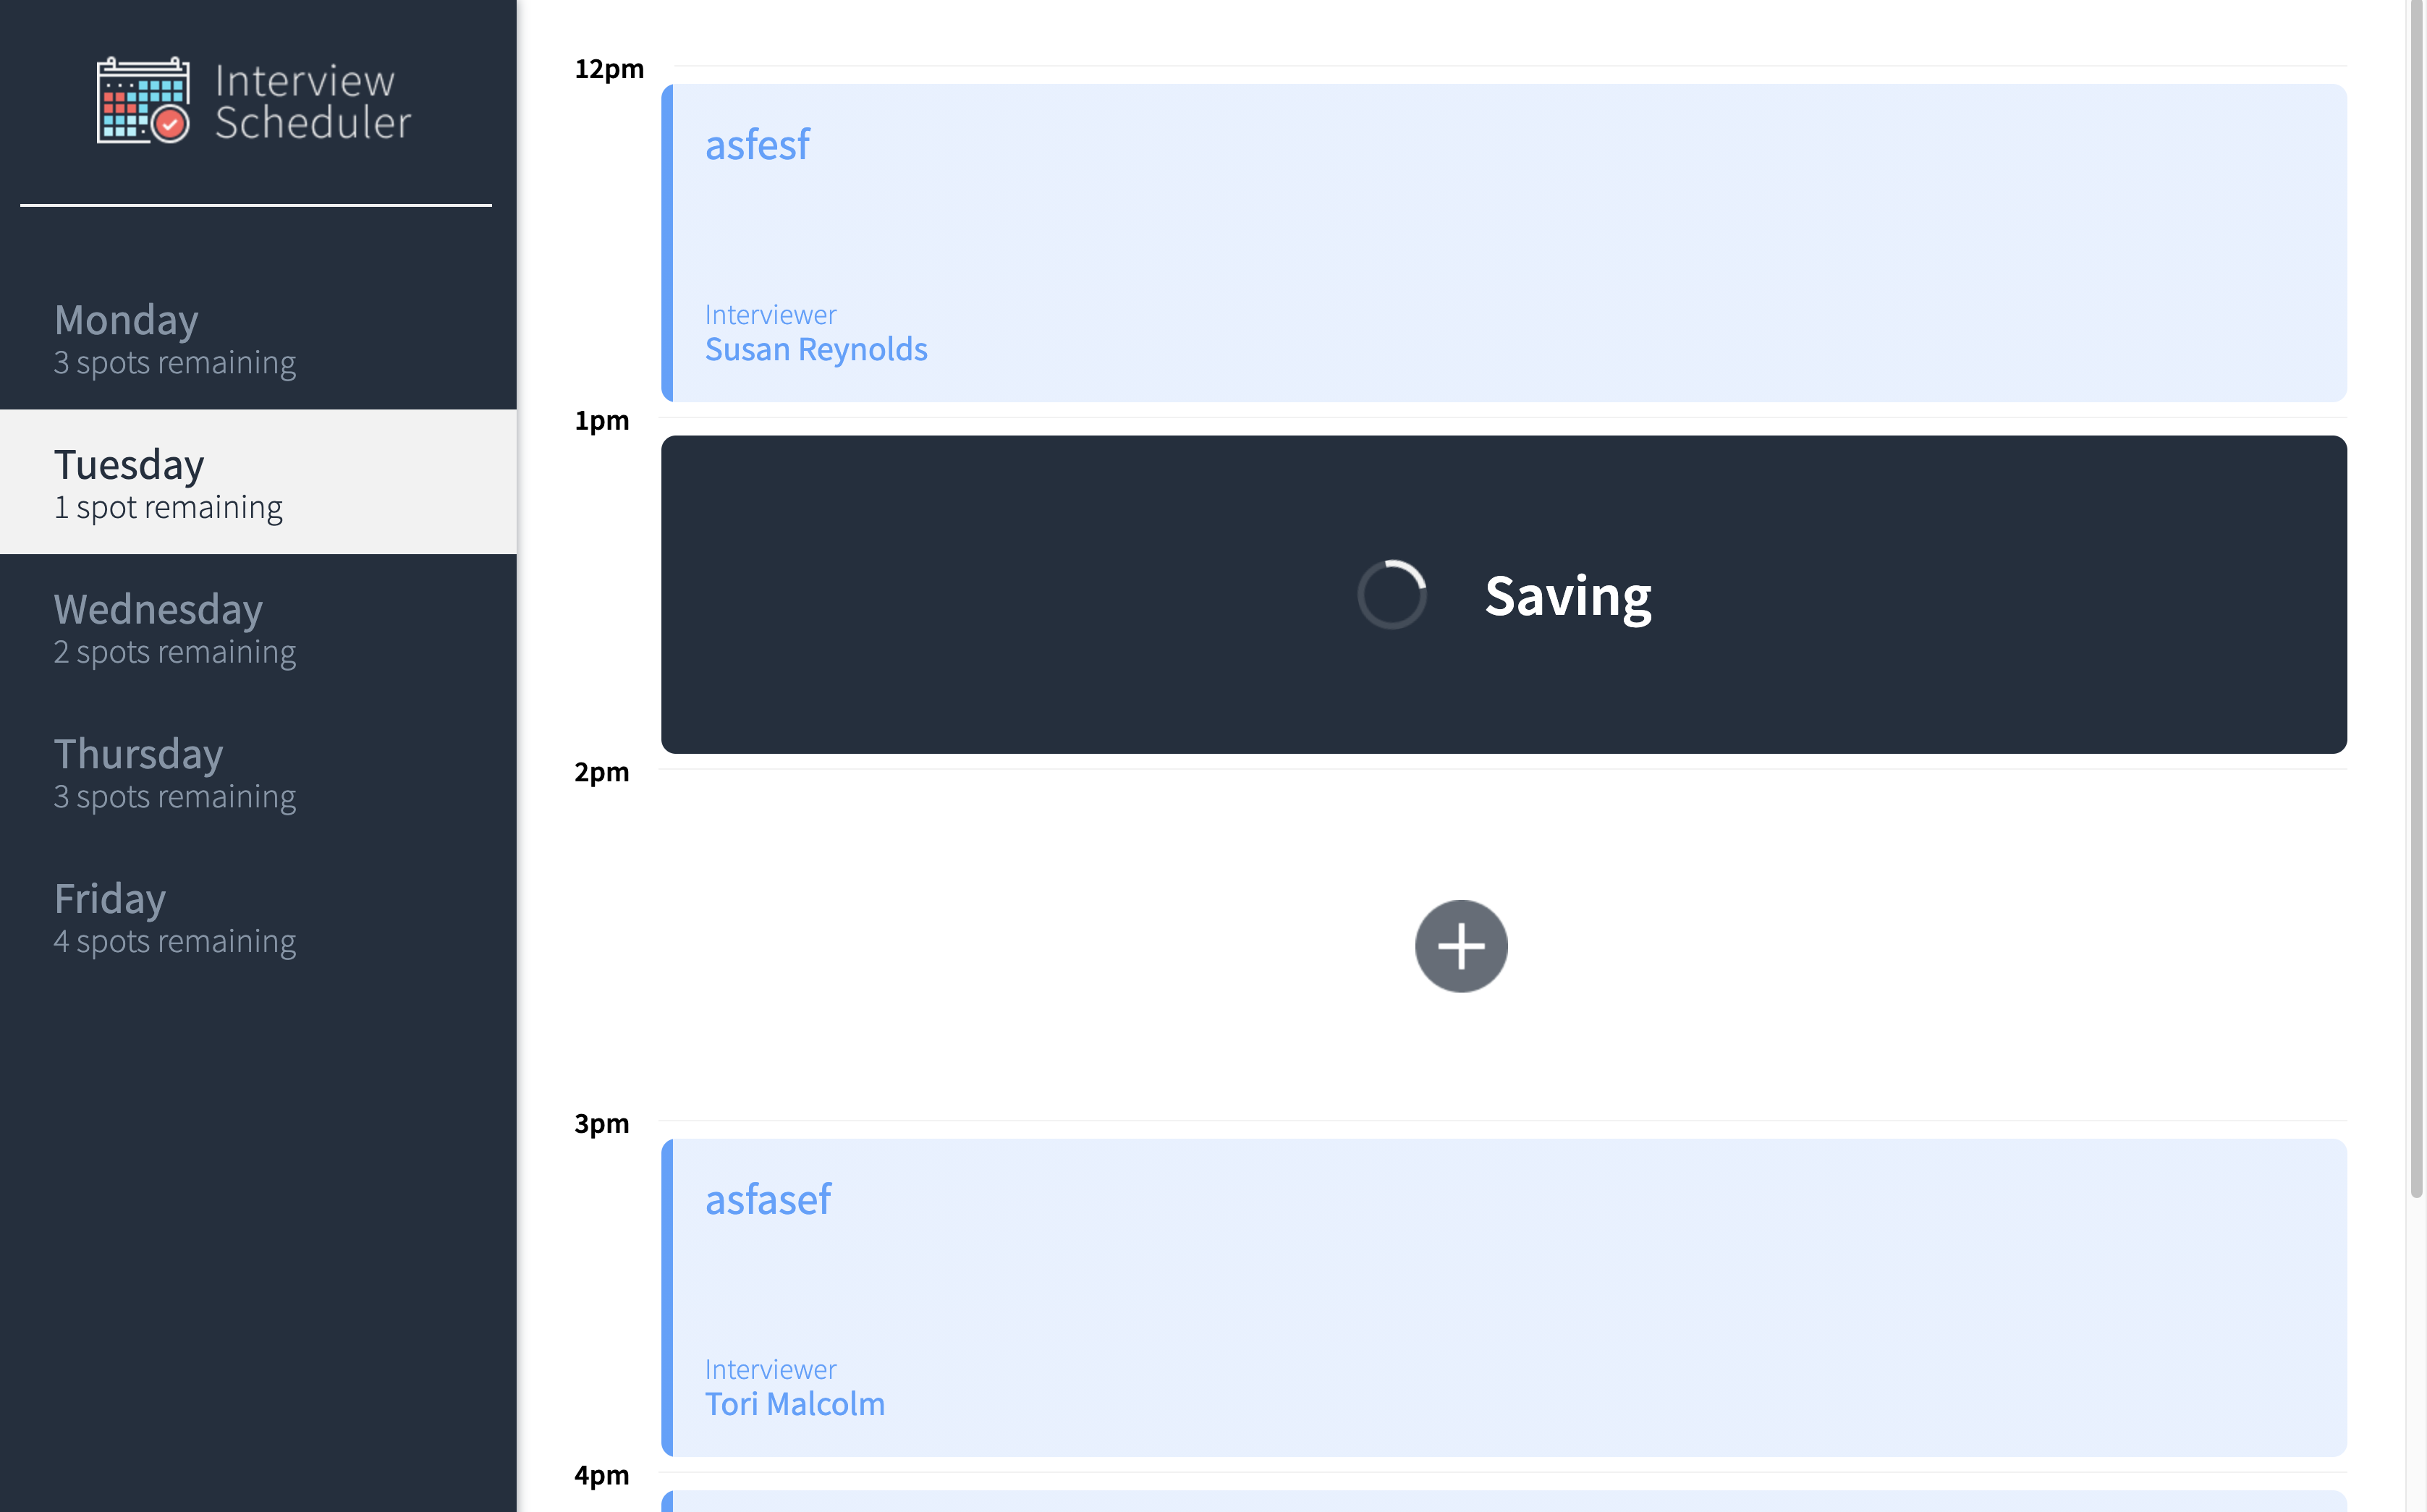 Interview
Scheduler
Monday
3 spots remaining
Tuesday
1 spot remaining
Wednesday
2 spots remaining
Thursday
3 spots remaining
Friday
4 spots remaining
12pm
asfesf
Interviewer
Susan Reynolds
1pm
Saving
2pm
3pm
asfasef
Interviewer
Tori Malcolm
4pm